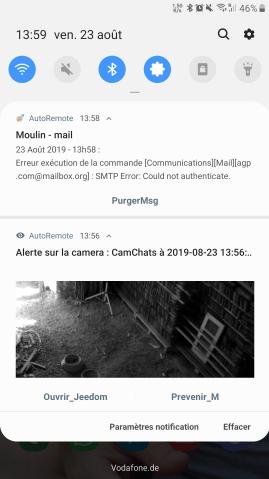 46%
13:59 ven. 23 août
AutoRemote 13:58
Moulin - mail
23 Août 2019 - 13h58 :
Erreur exécution de la commande [Communications][Mail][agp
.com@mailbox.org] : SMTP Error: Could not authenticate.
PurgerMsg
AutoRemote 13:56
Alerte sur la camera : CamChats à 2019-08-23 13:56:..
Ouvrir_Jeedom Prevenir_M
Paramètres notification Effacer
Vodafone.de